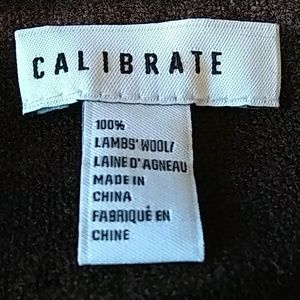 CALIBRATE
100%
LAMBS' WOOL/
LAINE D'AGNEAU
MADE IN
CHINA
FABRIQUÉ EN
CHINE